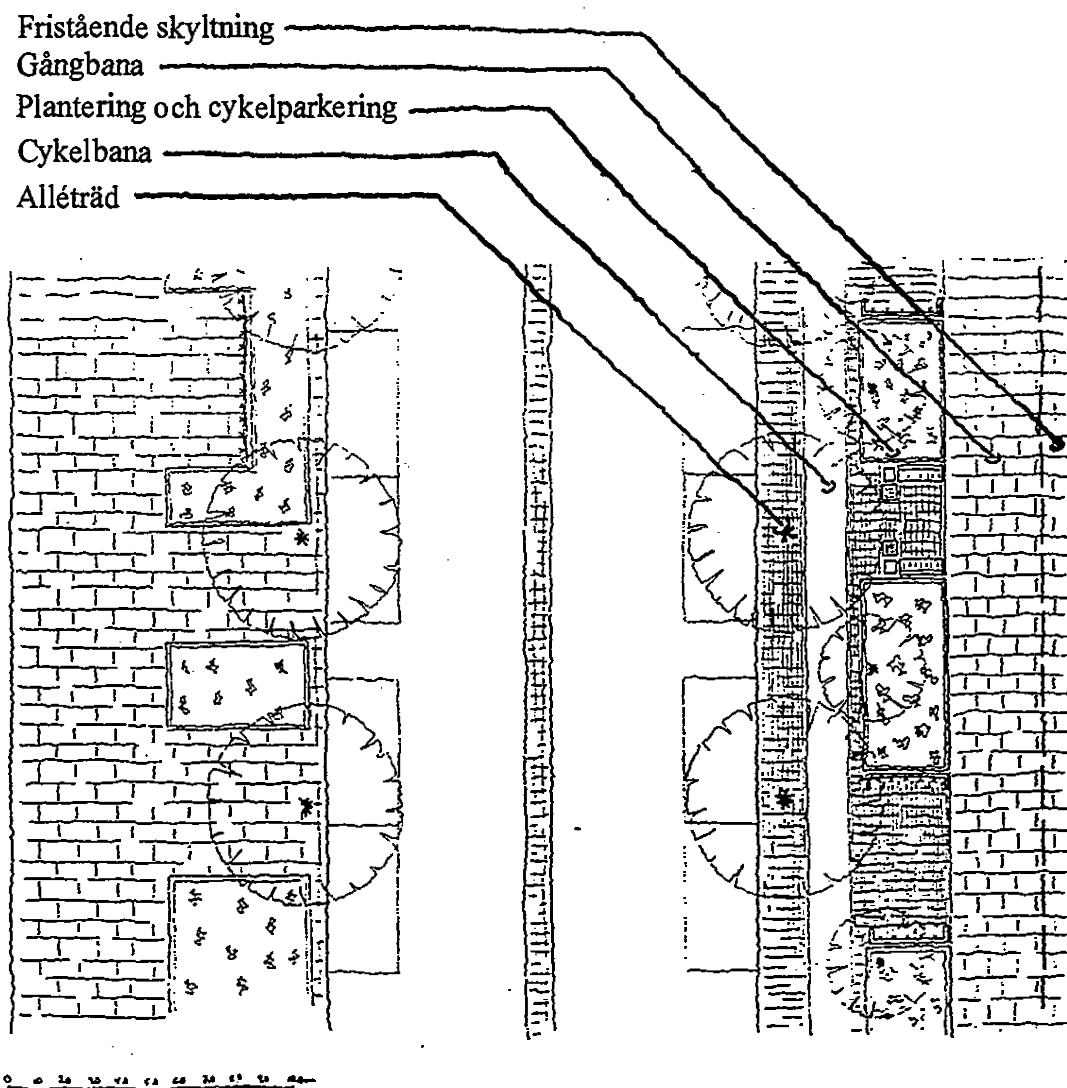 Fristående skyltning
Gångbana
Plantering och cykelparkering
Cykelbana
Alléträd